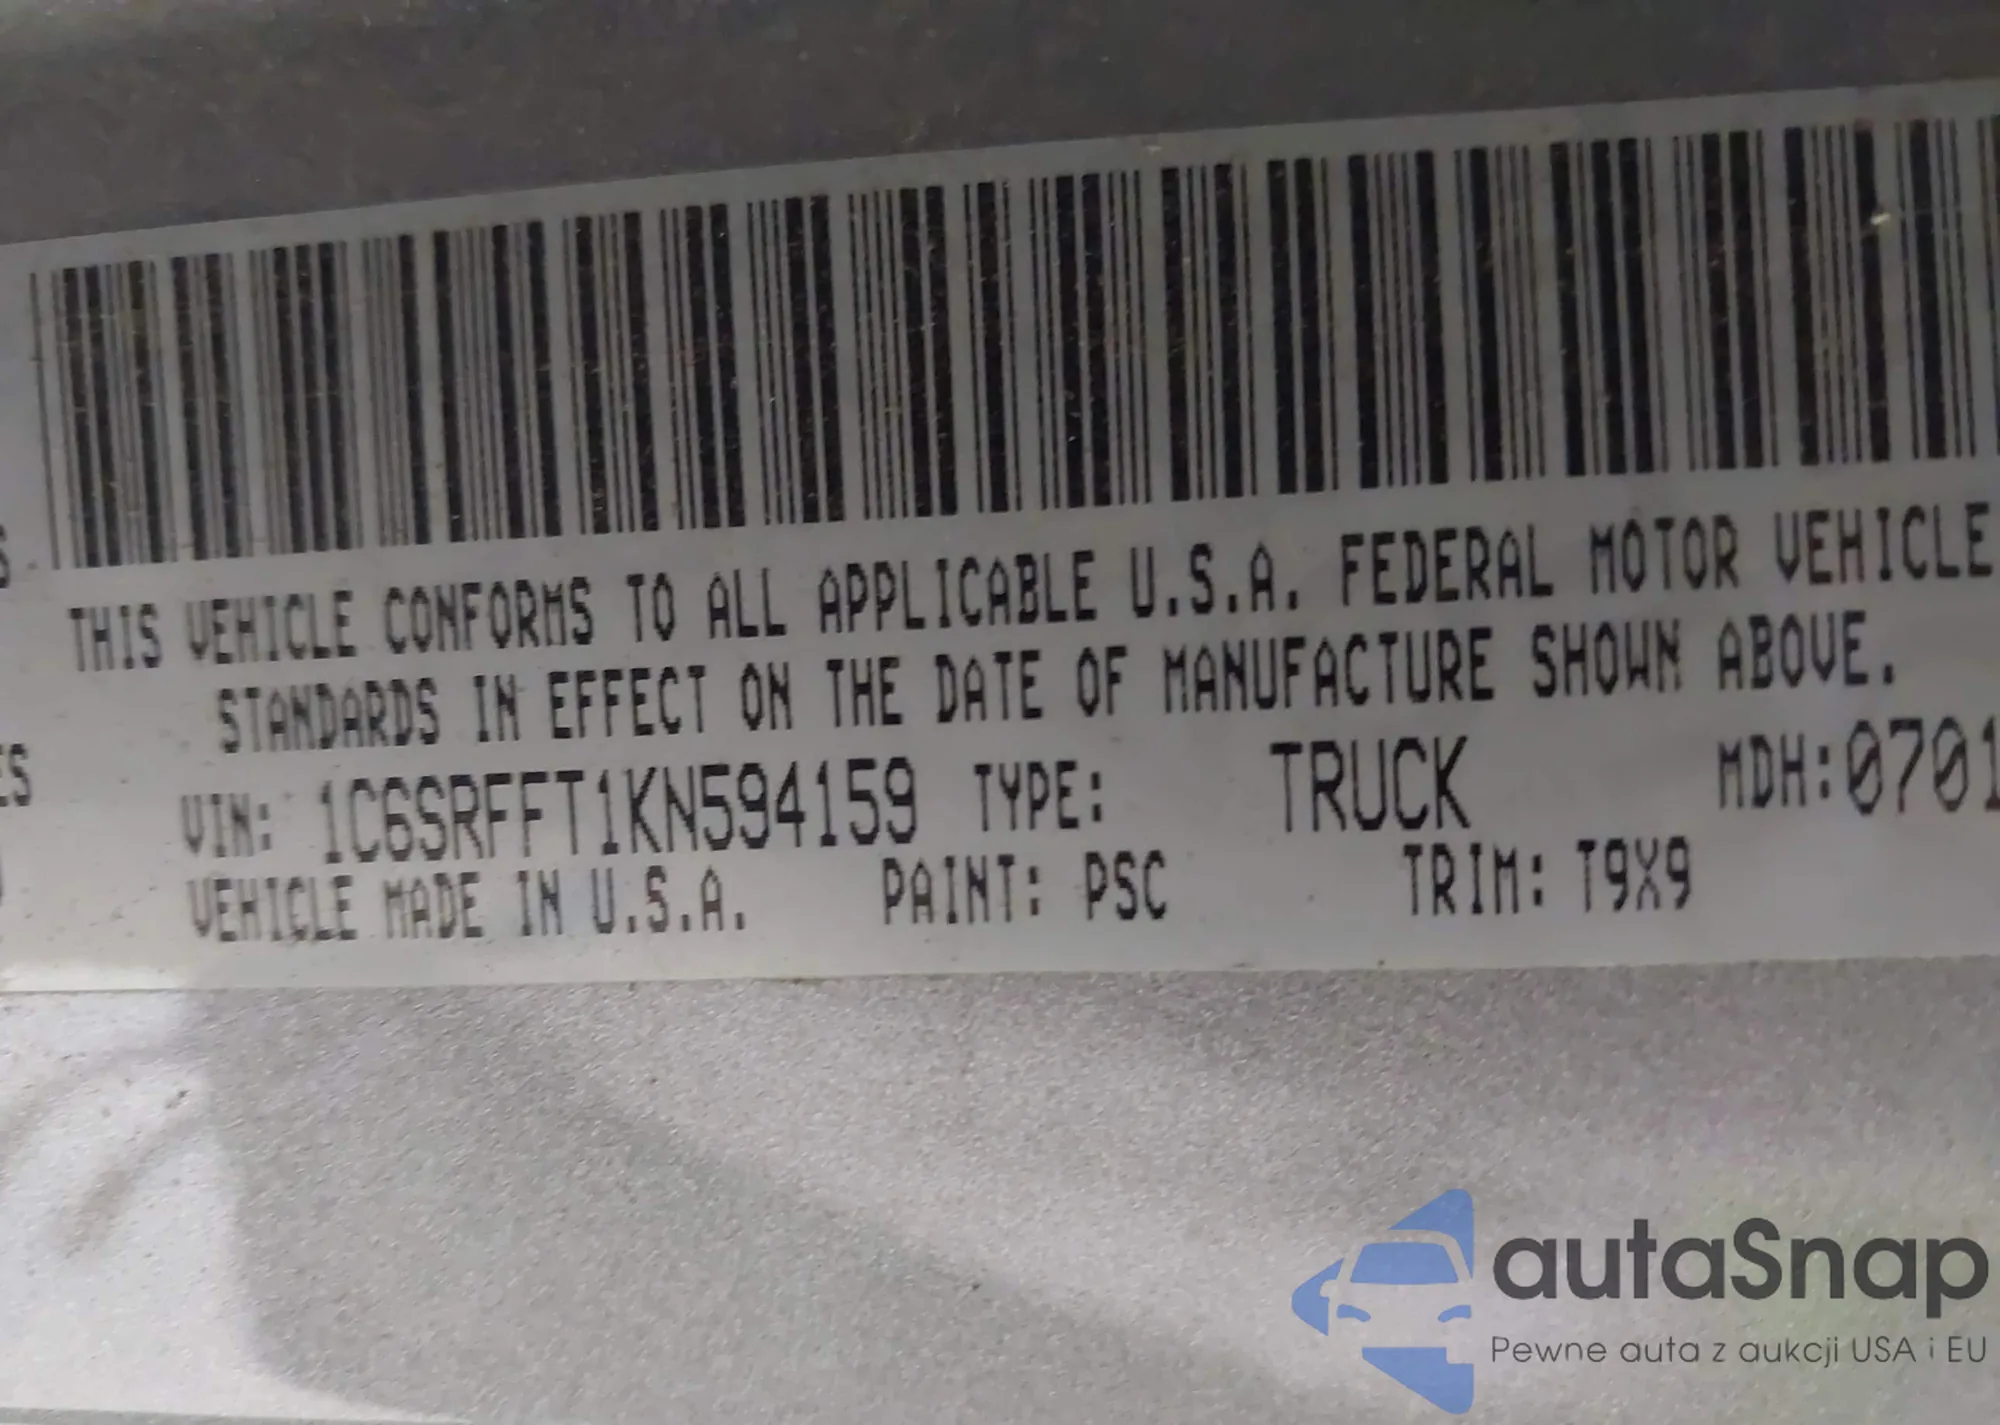 S
THIS VEHICLE CONFORMS TO ALL APPLICABLE U.S.A. FEDERAL MOTOR VEHICLE
STANDARDS IN EFFECT ON THE DATE OF MANUFACTURE SHOWN ABOVE.
ES
VIN: 1C6SRFFT1KN594159 TYPE: TRUCK MDH:0701
VEHICLE MADE IN U.S.A. PAINT: PSC TRIM: T9X9
autaSnap
Pewne auta z aukcji USA i EU